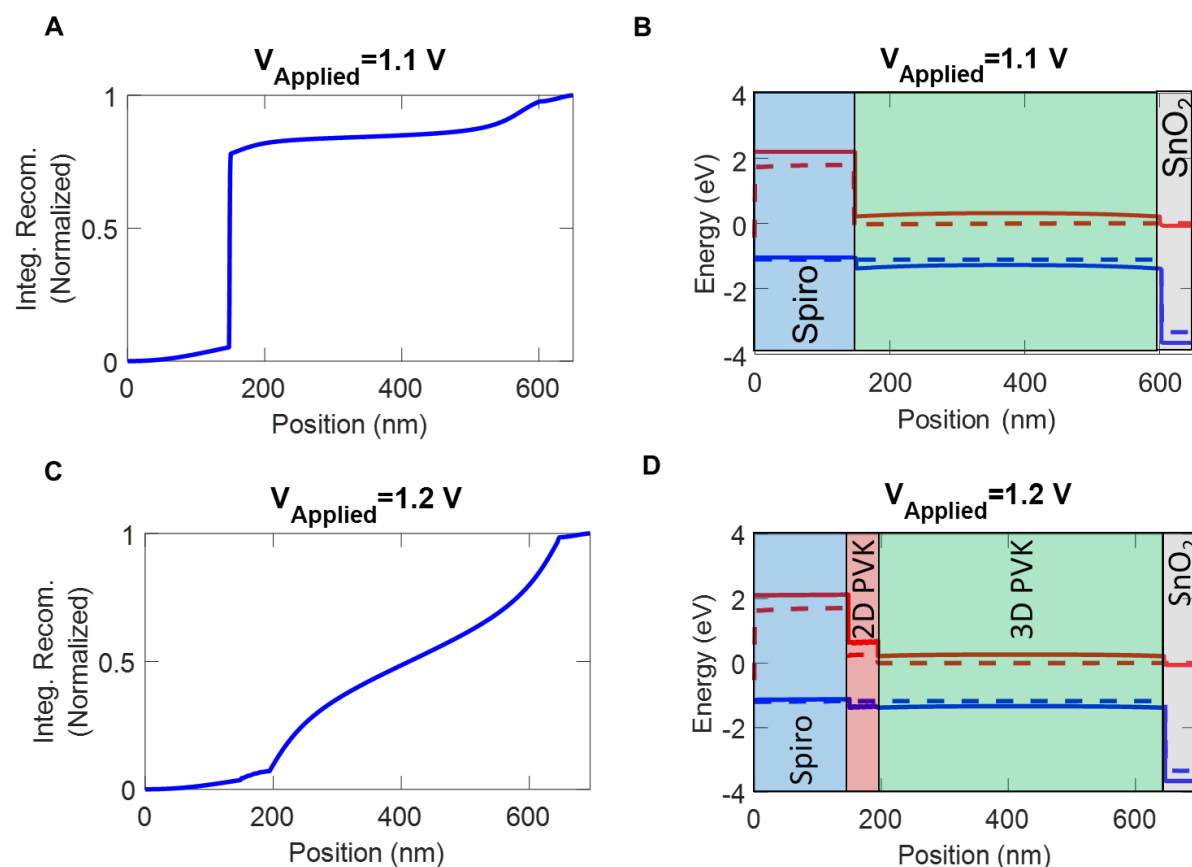 A
V_Applied=1.1 V
Integ. Recom.
(Normalized)
1
0.5
0
0 200 400 600
Position (nm)
B
V_Applied=1.1 V
Energy (eV)
4
2
0
-2
-4
Spiro
SnO₂
0 200 400 600
Position (nm)
C
V_Applied=1.2 V
Integ. Recom.
(Normalized)
1
0.5
0
0 200 400 600
Position (nm)
D
V_Applied=1.2 V
Energy (eV)
4
2
0
-2
-4
Spiro
2D PVK
3D PVK
SnO₂
0 200 400 600
Position (nm)